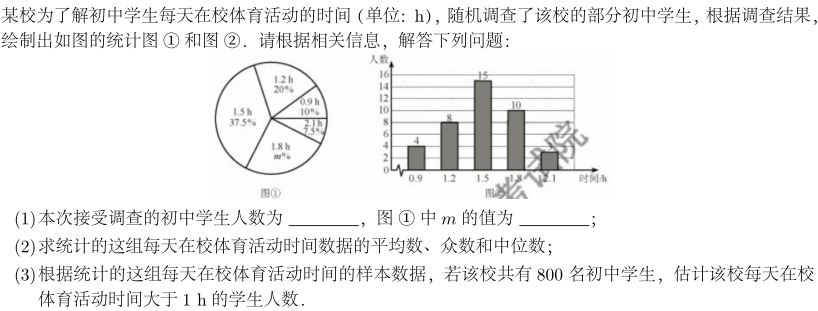 某校为了解初中学生每天在校体育活动的时间 (单位: h), 随机调查了该校的部分初中学生, 根据调查结果,
绘制出如图的统计图 ① 和图 ②. 请根据相关信息, 解答下列问题:
1.2 h
20%
0.9 h
10%
2.1 h
7.5%
1.5 h
37.5%
1.8 h
m%
图①
人数
16
14
12
10
8
6
4
2
0
4
8
15
10
0.9
1.2
1.5
1.8
2.1
时间/h
考试院
(1) 本次接受调查的初中学生人数为 ________, 图 ① 中 m 的值为 ________;
(2) 求统计的这组每天在校体育活动时间数据的平均数、众数和中位数;
(3) 根据统计的这组每天在校体育活动时间的样本数据, 若该校共有 800 名初中学生, 估计该校每天在校
体育活动时间大于 1 h 的学生人数.